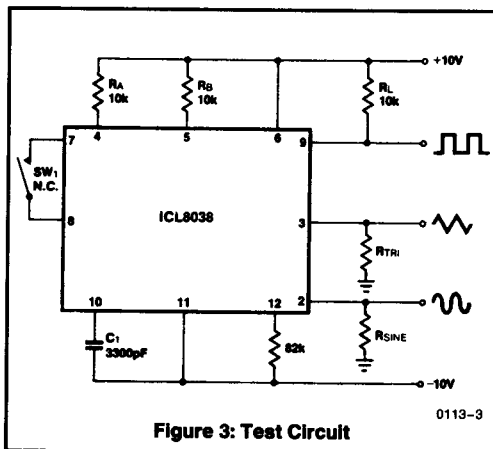 +10V
RA
10k
RB
10k
RL
10k
4
5
6
7
9
SW1
N.C.
ICL8038
8
3
RTRI
10
11
12
2
C1
3300pF
82k
RSINE
-10V
0113-3
Figure 3: Test Circuit